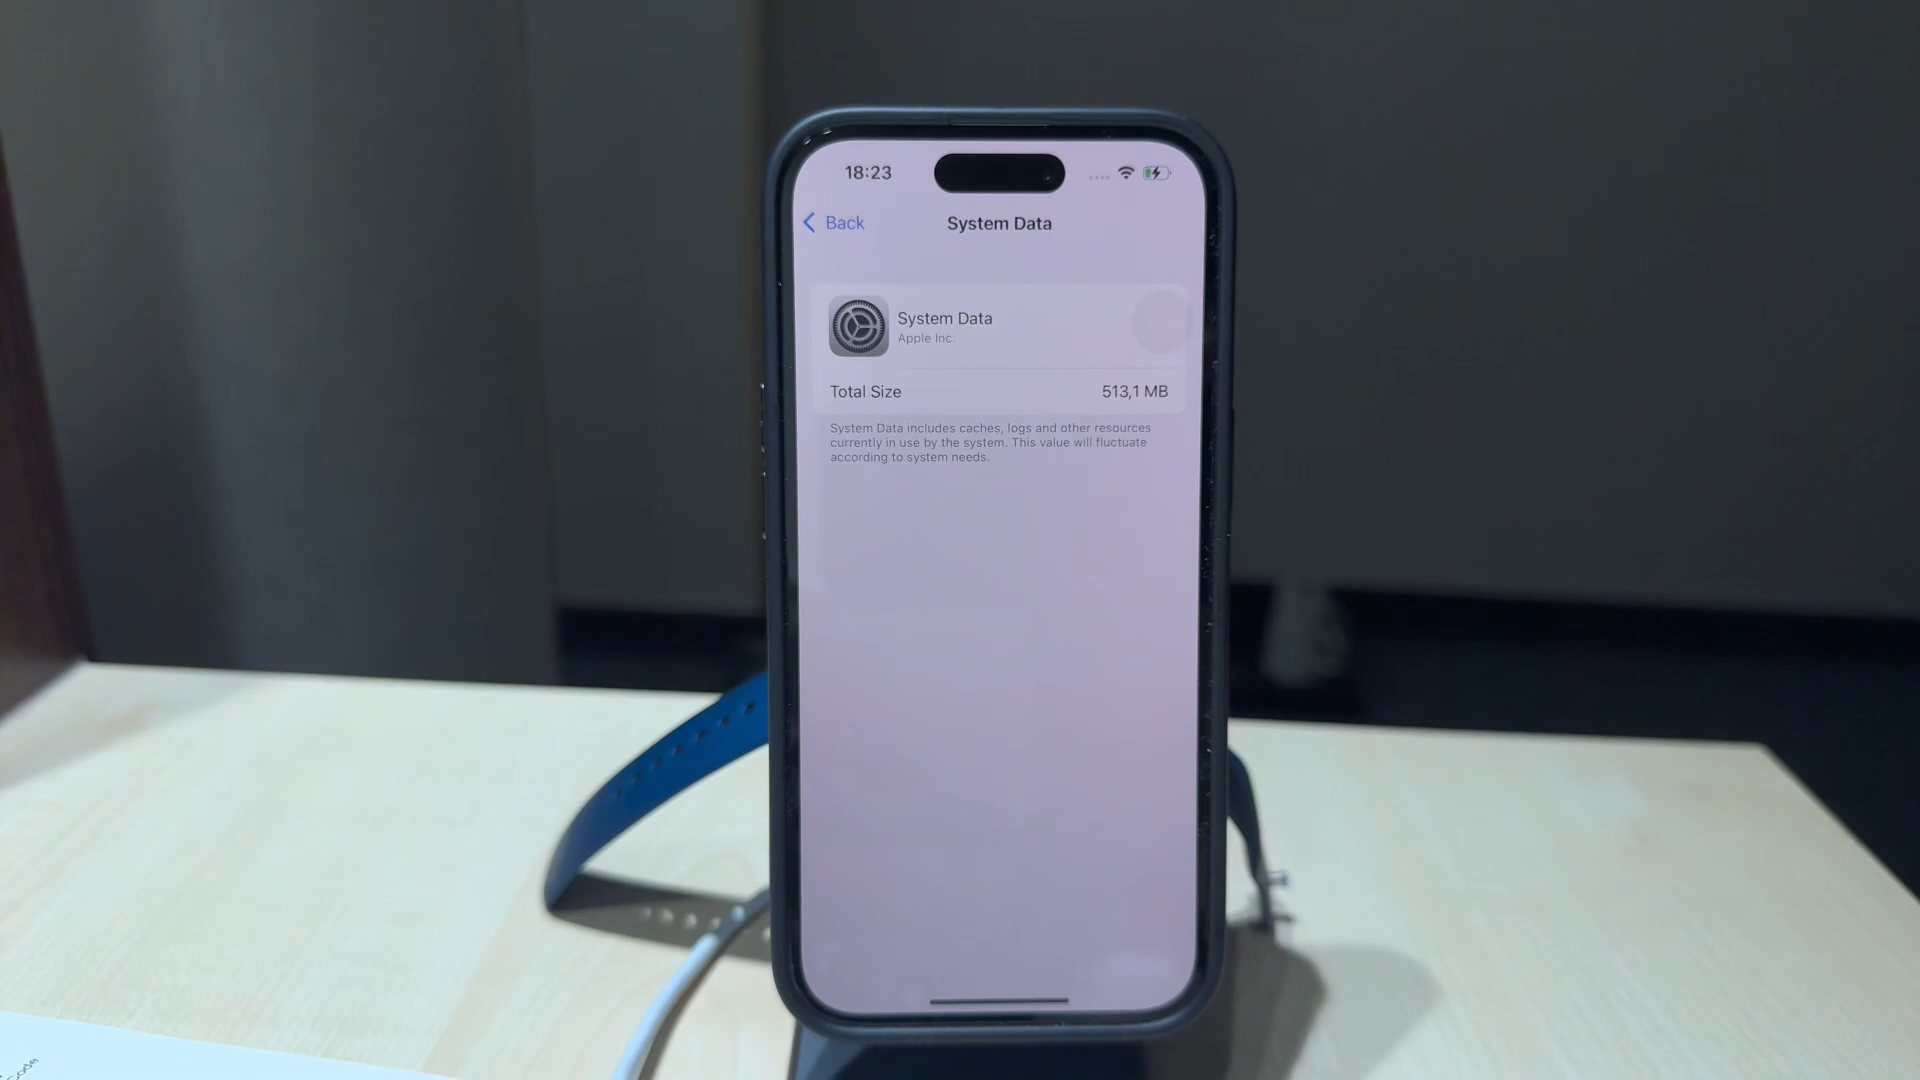 18:23
Back
System Data
System Data
Apple Inc.
Total Size
513,1 MB
System Data includes caches, logs and other resources
currently in use by the system. This value will fluctuate
according to system needs.
Code